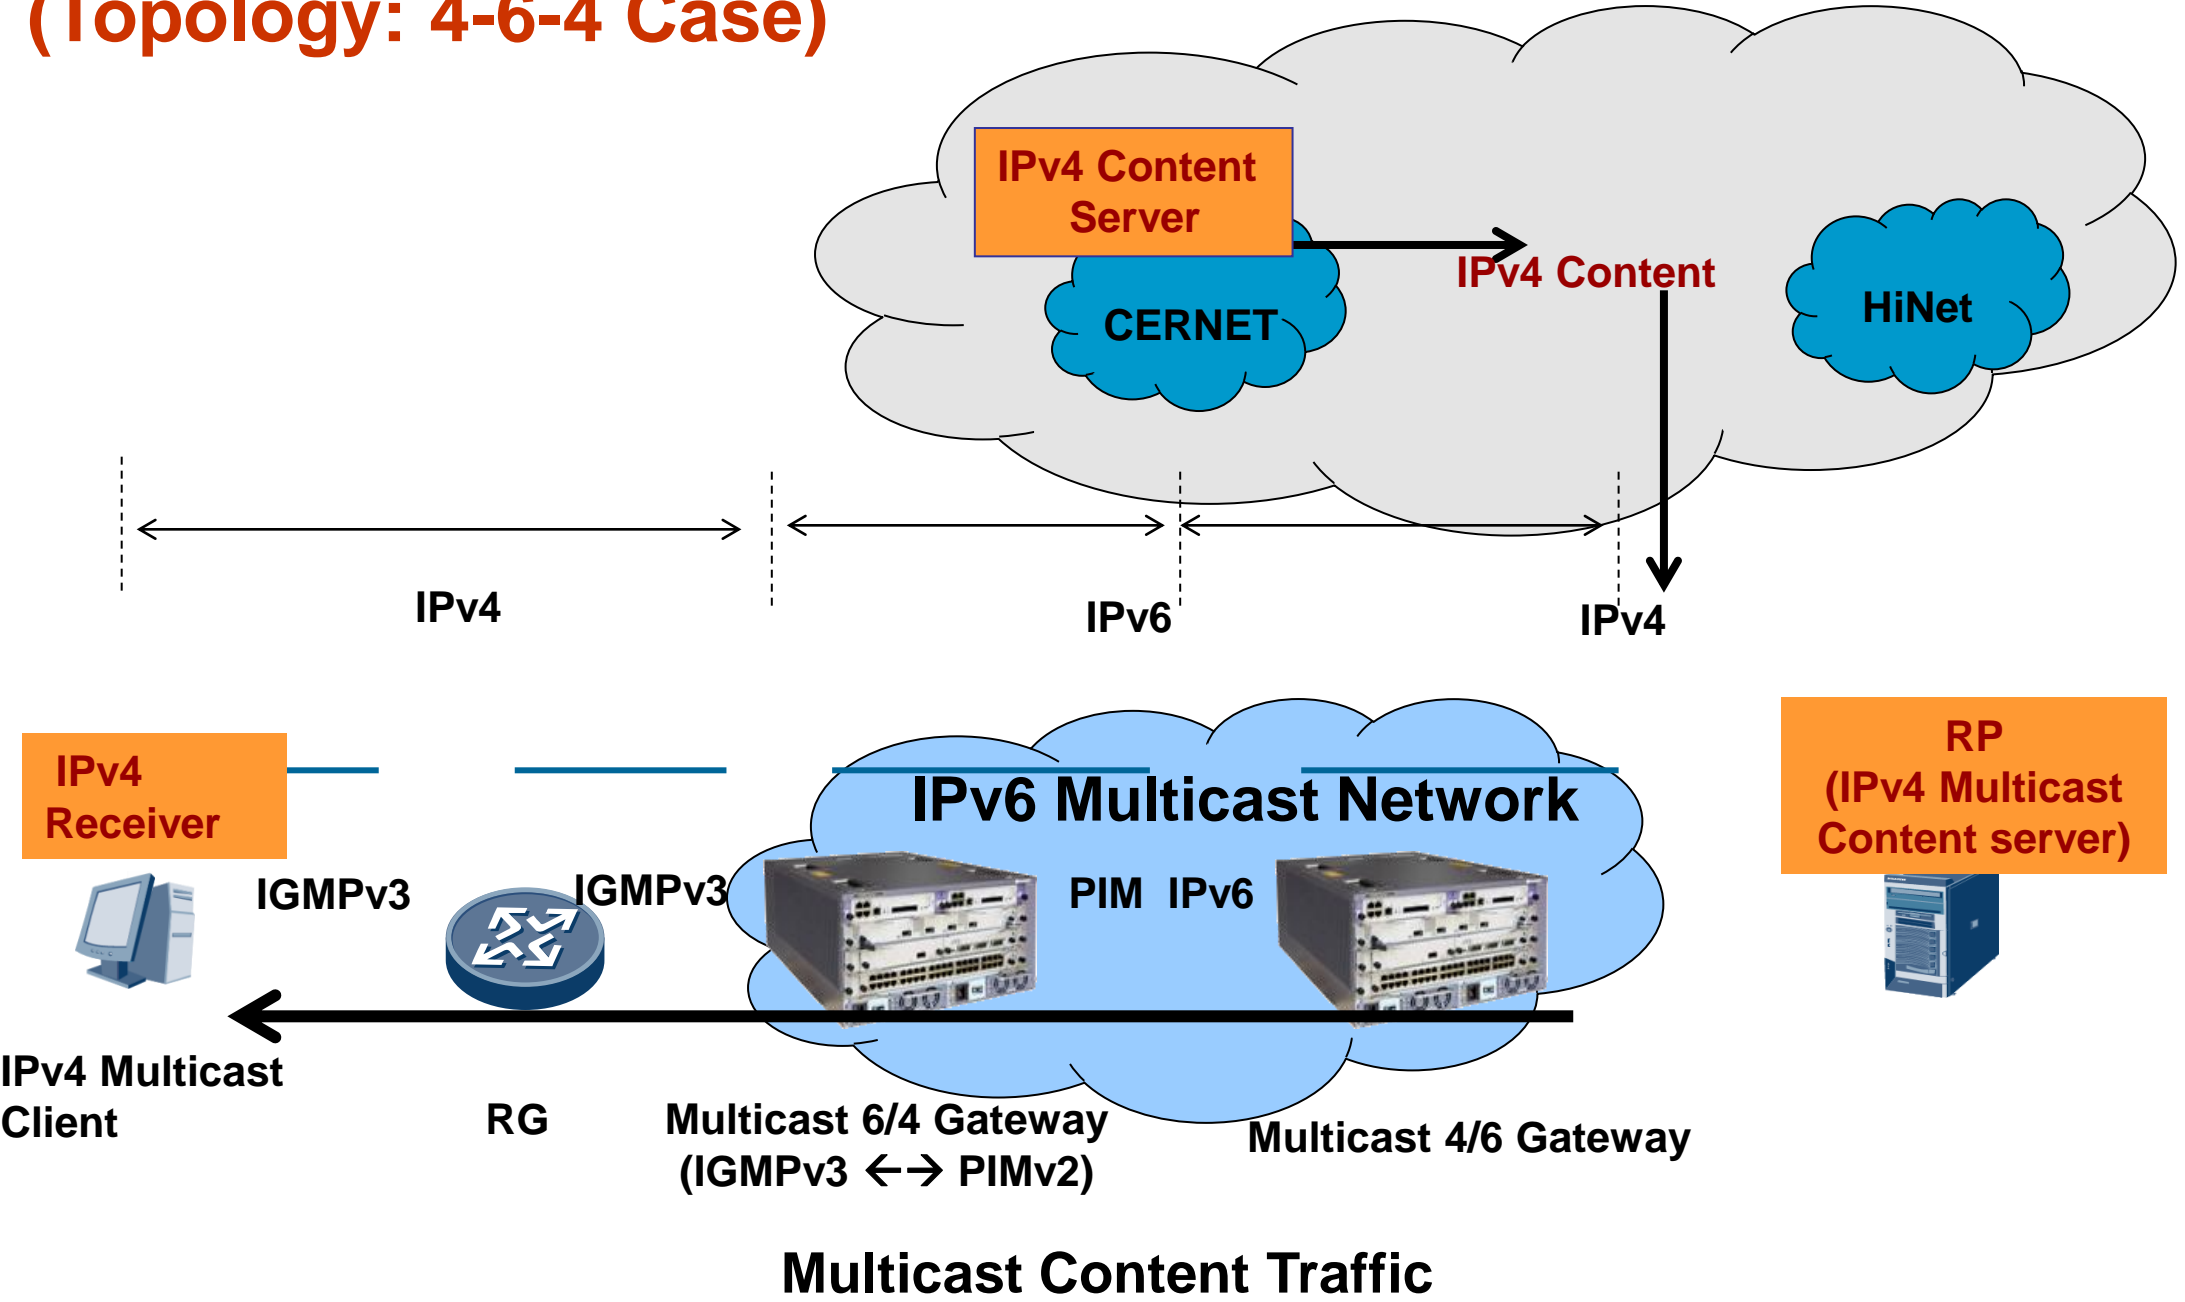 (Topology: 4-6-4 Case)
IPv4 Content
Server
IPv4 Content
CERNET
HiNet
IPv4
IPv6
IPv4
IPv4
Receiver
IPv6 Multicast Network
RP
(IPv4 Multicast
Content server)
IGMPv3
IGMPv3
PIM IPv6
IPv4 Multicast
Client
RG
Multicast 6/4 Gateway
(IGMPv3 ←→ PIMv2)
Multicast 4/6 Gateway
Multicast Content Traffic